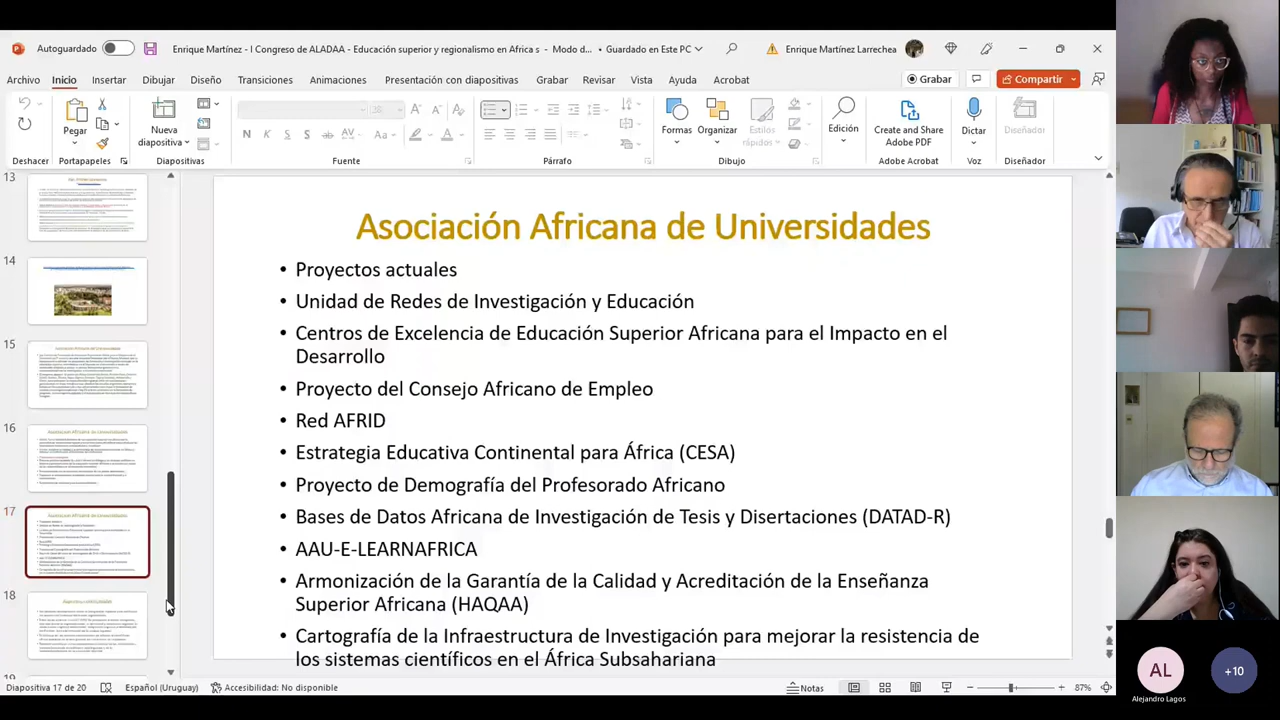 Autoguardado
Enrique Martínez - I Congreso de ALADAA - Educación superior y regionalismo en Africa s - Modo d... • Guardado en Este PC
Enrique Martínez Larrechea
Archivo Inicio Insertar Dibujar Diseño Transiciones Animaciones Presentación con diapositivas Grabar Revisar Vista Ayuda Acrobat
Grabar
Compartir
Pegar
Nueva
diapositiva
Formas
Organizar
Estilos
rápidos
Edición
Create and Share
Adobe PDF
Dictar
Diseñador
Deshacer
Portapapeles
Diapositivas
Fuente
Párrafo
Dibujo
Adobe Acrobat
Voz
Diseñador
13
14
15
16
17
18
Asociación Africana de Universidades
• Proyectos actuales
• Unidad de Redes de Investigación y Educación
• Centros de Excelencia de Educación Superior Africana para el Impacto en el
Desarrollo
• Proyecto del Consejo Africano de Empleo
• Red AFRID
• Estrategia Educativa Continental para África (CESA)
• Proyecto de Demografía del Profesorado Africano
• Base de Datos Africana de Investigación de Tesis y Disertaciones (DATAD-R)
• AAU-E-LEARNAFRICA
• Armonización de la Garantía de la Calidad y Acreditación de la Enseñanza
Superior Africana (HAQAA)
• Cartografía de la Infraestructura de Investigación para mejorar la resistencia de
los sistemas científicos en el África Subsahariana
Diapositiva 17 de 20
Español (Uruguay)
Accesibilidad: No disponible
Notas
87%
AL
Alejandro Lagos
+10